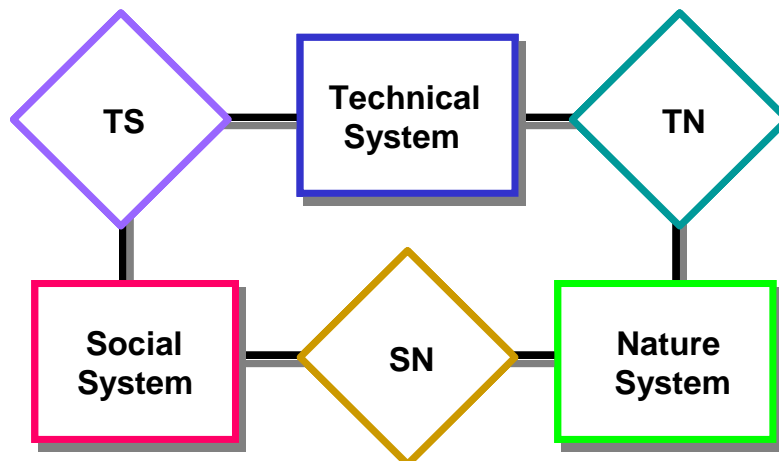 TS
Technical
System
TN
Social
System
SN
Nature
System